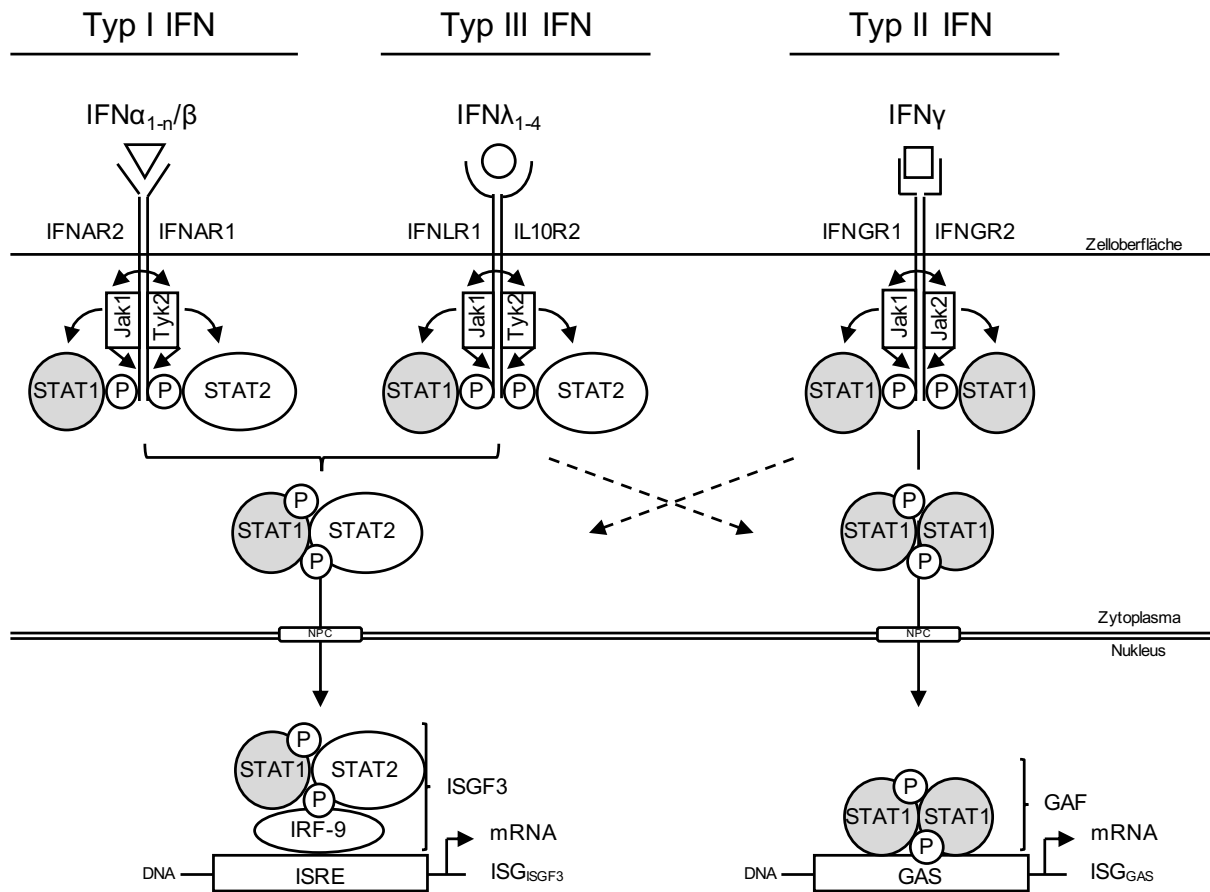 Typ I IFN
Typ III IFN
Typ II IFN
IFNα1-n/β
IFNλ1-4
IFNγ
IFNAR2
IFNAR1
IFNLR1
IL10R2
IFNGR1
IFNGR2
Zelloberfläche
Jak1
Tyk2
Jak1
Tyk2
Jak1
Jak2
STAT1
P
P
STAT2
STAT1
P
P
STAT2
STAT1
P
P
STAT1
P
STAT1
STAT2
P
P
STAT1
STAT1
P
Zytoplasma
NPC
NPC
Nukleus
P
STAT1
STAT2
P
IRF-9
ISGF3
mRNA
DNA
ISRE
ISGISGF3
P
STAT1
STAT1
P
GAF
mRNA
DNA
GAS
ISGGAS